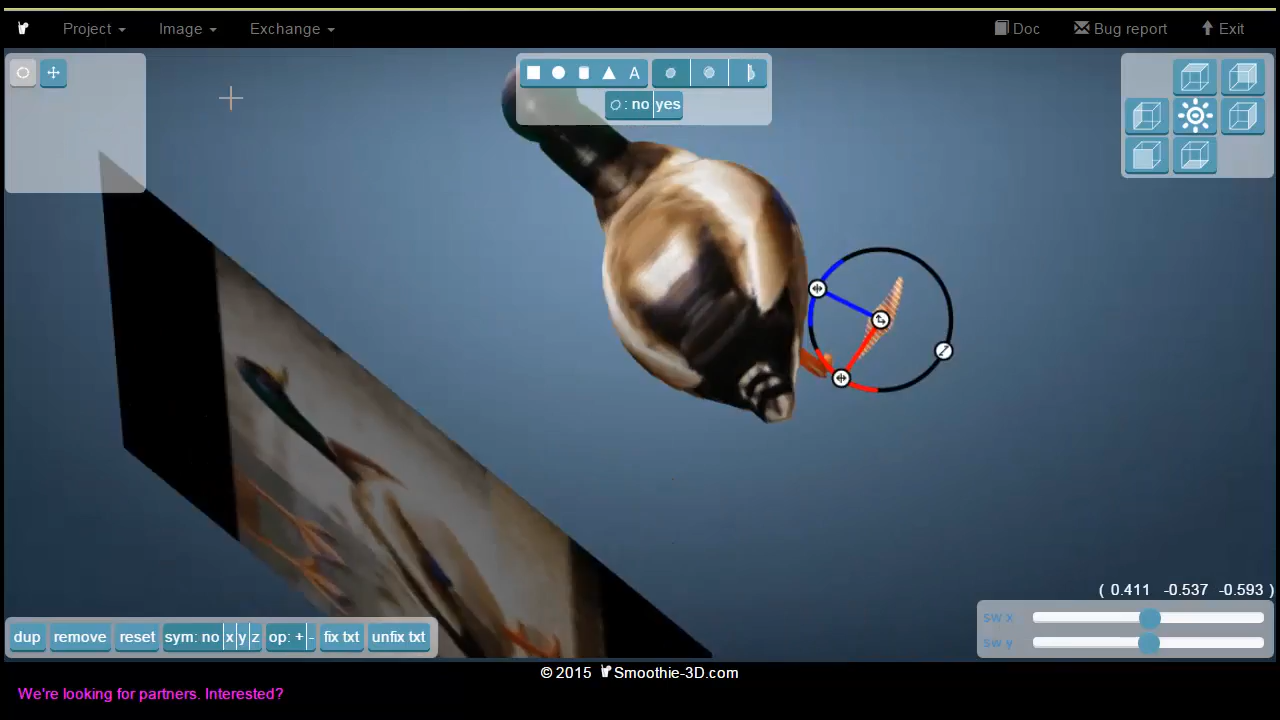 Project Image Exchange Doc Bug report Exit
A
: no yes
( 0.411 -0.537 -0.593 )
sw x
sw y
dup remove reset sym: no x y z op: + - fix txt unfix txt
© 2015 Smoothie-3D.com
We're looking for partners. Interested?